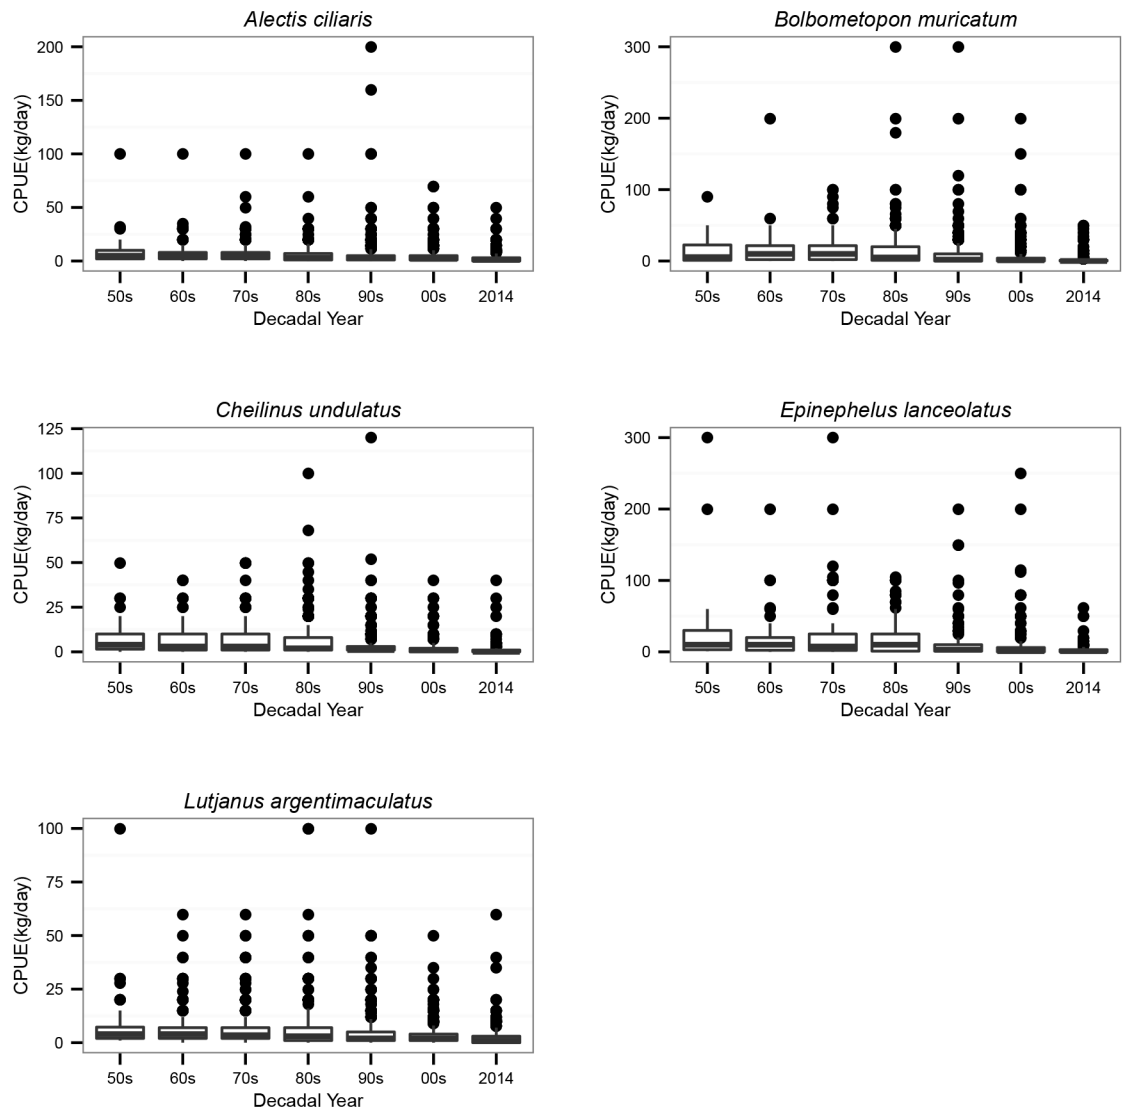 Alectis ciliaris
CPUE(kg/day)
200
150
100
50
0
50s 60s 70s 80s 90s 00s 2014
Decadal Year
Bolbometopon muricatum
CPUE(kg/day)
300
200
100
0
50s 60s 70s 80s 90s 00s 2014
Decadal Year
Cheilinus undulatus
CPUE(kg/day)
125
100
75
50
25
0
50s 60s 70s 80s 90s 00s 2014
Decadal Year
Epinephelus lanceolatus
CPUE(kg/day)
300
200
100
0
50s 60s 70s 80s 90s 00s 2014
Decadal Year
Lutjanus argentimaculatus
CPUE(kg/day)
100
75
50
25
0
50s 60s 70s 80s 90s 00s 2014
Decadal Year